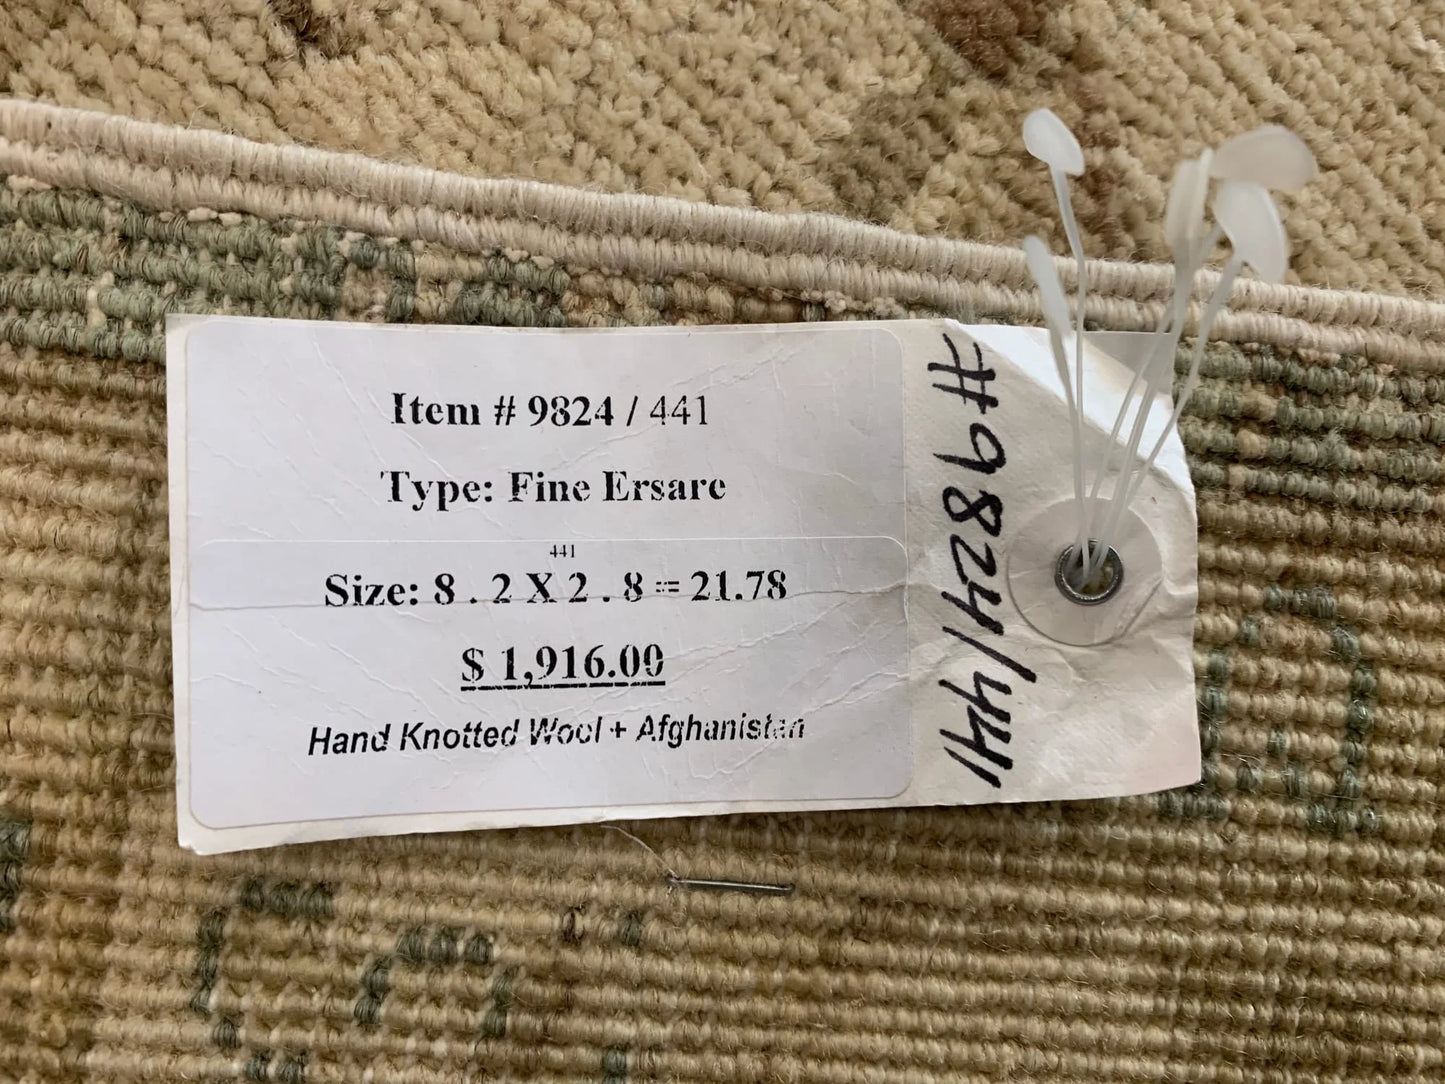 Item # 9824 / 441
Type: Fine Ersare
441
Size: 8 . 2 X 2 . 8 = 21.78
$ 1,916.00
Hand Knotted Wool + Afghanistan
#9824/441